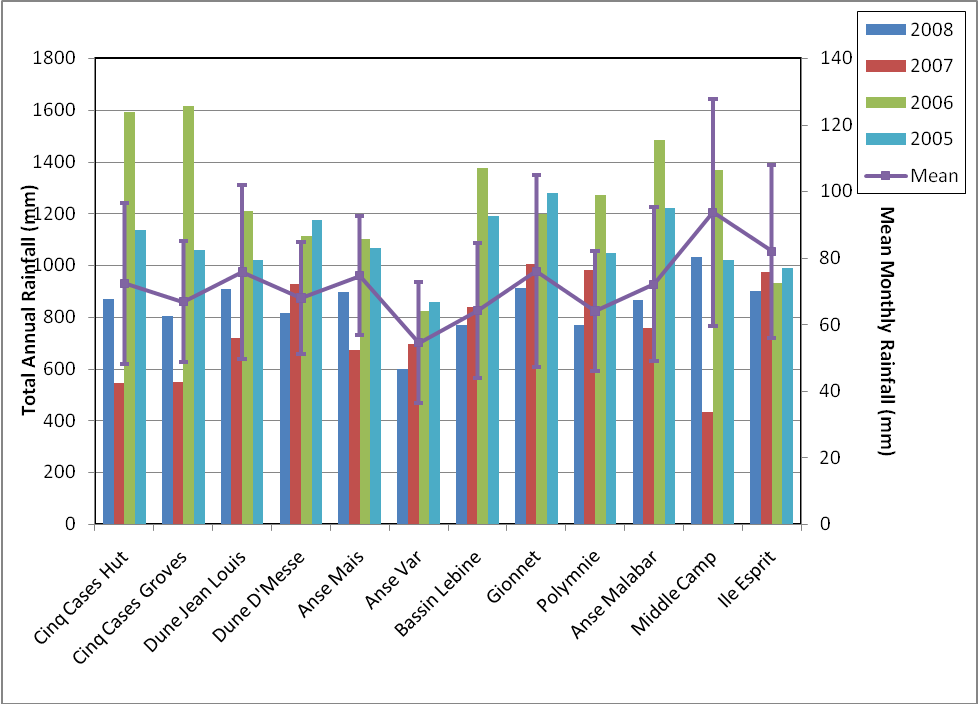 2008
2007
2006
2005
Mean
1800
1600
1400
1200
1000
800
600
400
200
0
140
120
100
80
60
40
20
0
Total Annual Rainfall (mm)
Mean Monthly Rainfall (mm)
Cinq Cases Hut
Cinq Cases Groves
Dune Jean Louis
Dune D'Messe
Anse Mais
Anse Var
Bassin Lebine
Gionnet
Polymnie
Anse Malabar
Middle Camp
Ile Esprit